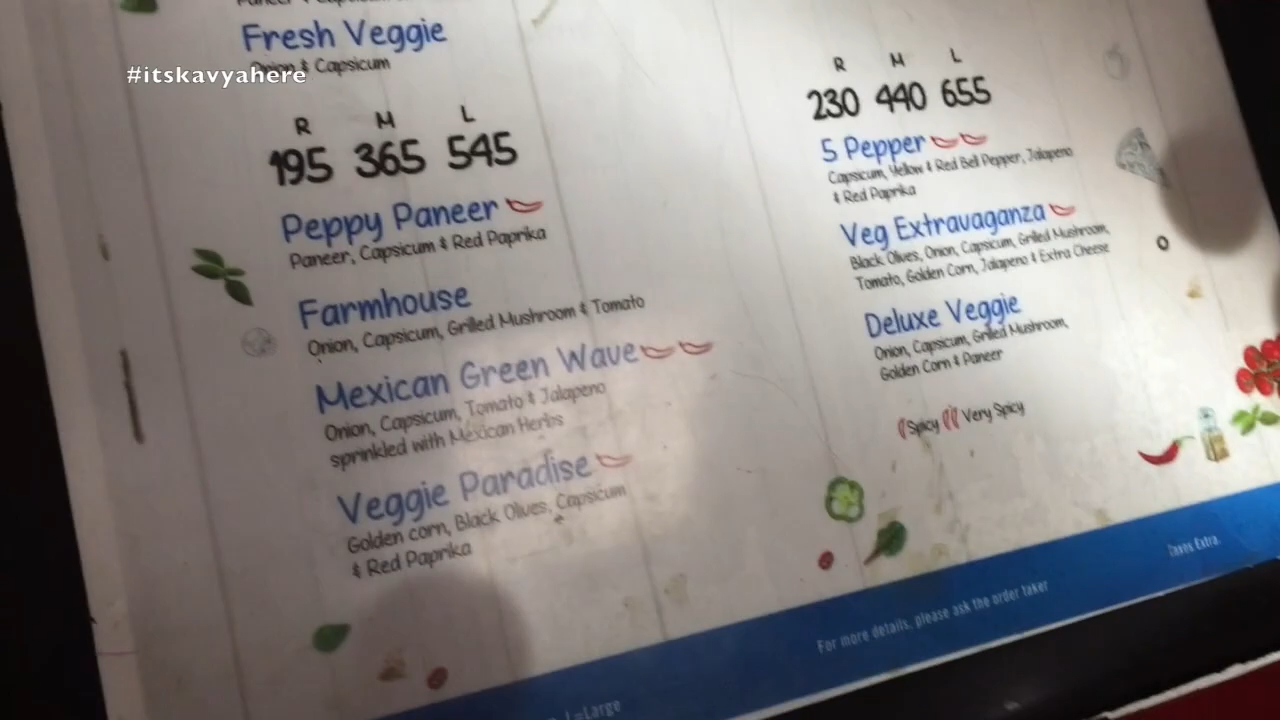 Fresh Veggie
Onion & Capsicum
#itskavyahere
R M L
195 365 545
Peppy Paneer
Paneer, Capsicum & Red Paprika
Farmhouse
Onion, Capsicum, Grilled Mushroom & Tomato
Mexican Green Wave
Onion, Capsicum, Tomato & Jalapeno
sprinkled with Mexican Herbs
Veggie Paradise
Golden corn, Black Olives, Capsicum
& Red Paprika
R M L
230 440 655
5 Pepper
Capsicum, Yellow & Red Bell Pepper, Jalapeno
& Red Paprika
Veg Extravaganza
Black Olives, Onion, Capsicum, Grilled Mushroom,
Tomato, Golden Corn, Jalapeno & Extra Cheese
Deluxe Veggie
Onion, Capsicum, Grilled Mushroom,
Golden Corn & Paneer
Spicy Very Spicy
L=Large
For more details, please ask the order taker
Taxes Extra.